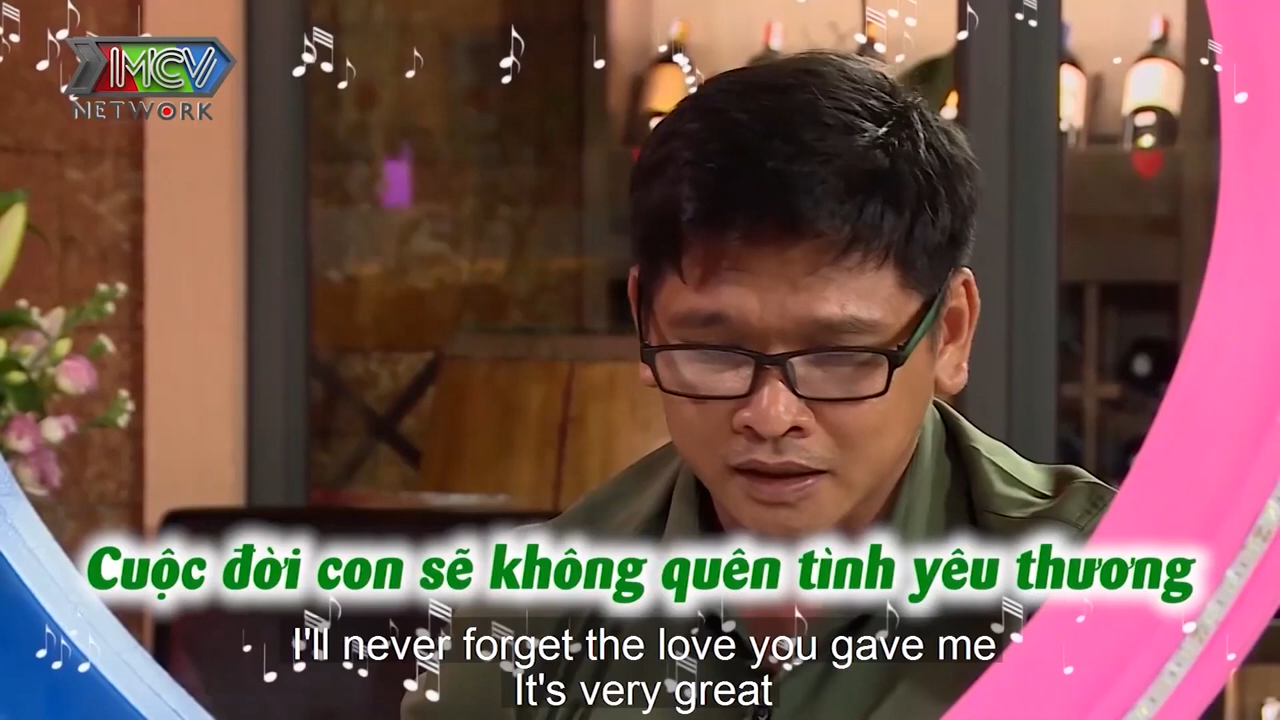 MCV
NETWORK
Cuộc đời con sẽ không quên tình yêu thương
I'll never forget the love you gave me
It's very great